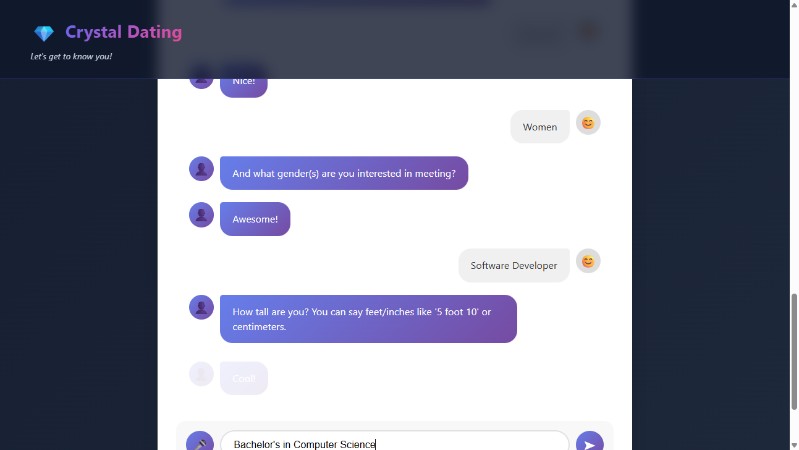 Crystal Dating
Let's get to know you!
Nice!
Women
And what gender(s) are you interested in meeting?
Awesome!
Software Developer
How tall are you? You can say feet/inches like '5 foot 10' or
centimeters.
Cool!
Bachelor's in Computer Science